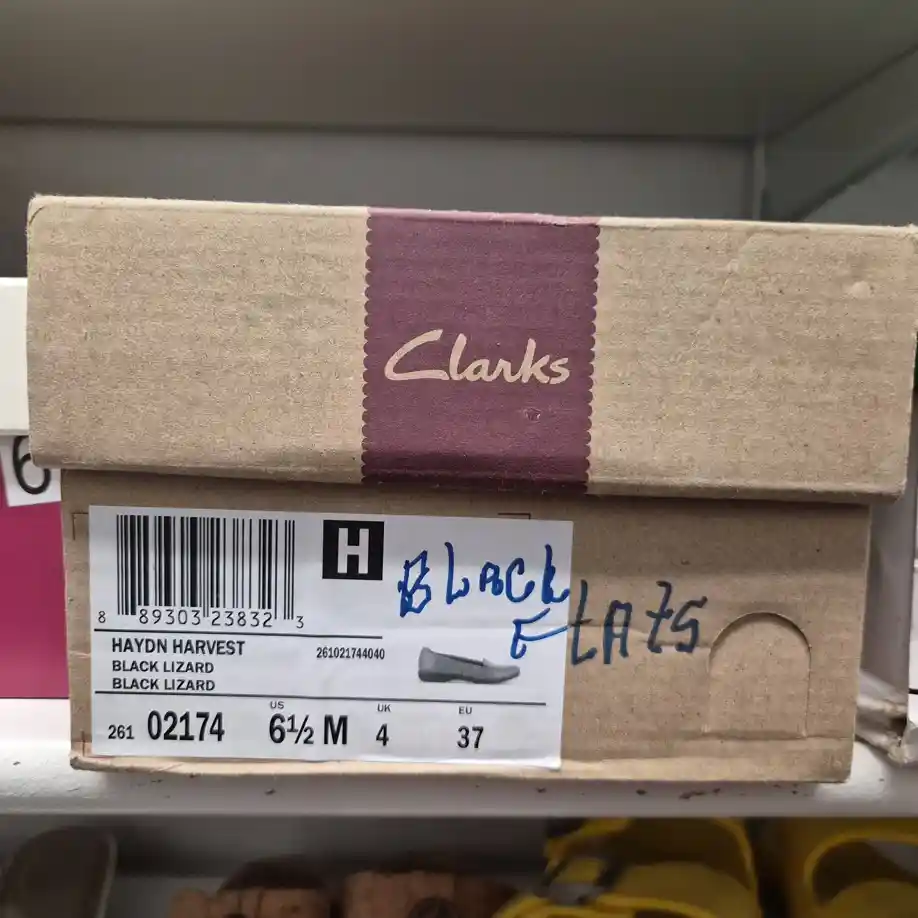 Clarks
6
8 89303 23832 3
H
BLACK
FLATS
HAYDN HARVEST
261021744040
BLACK LIZARD
BLACK LIZARD
US UK EU
261 02174 6½ M 4 37